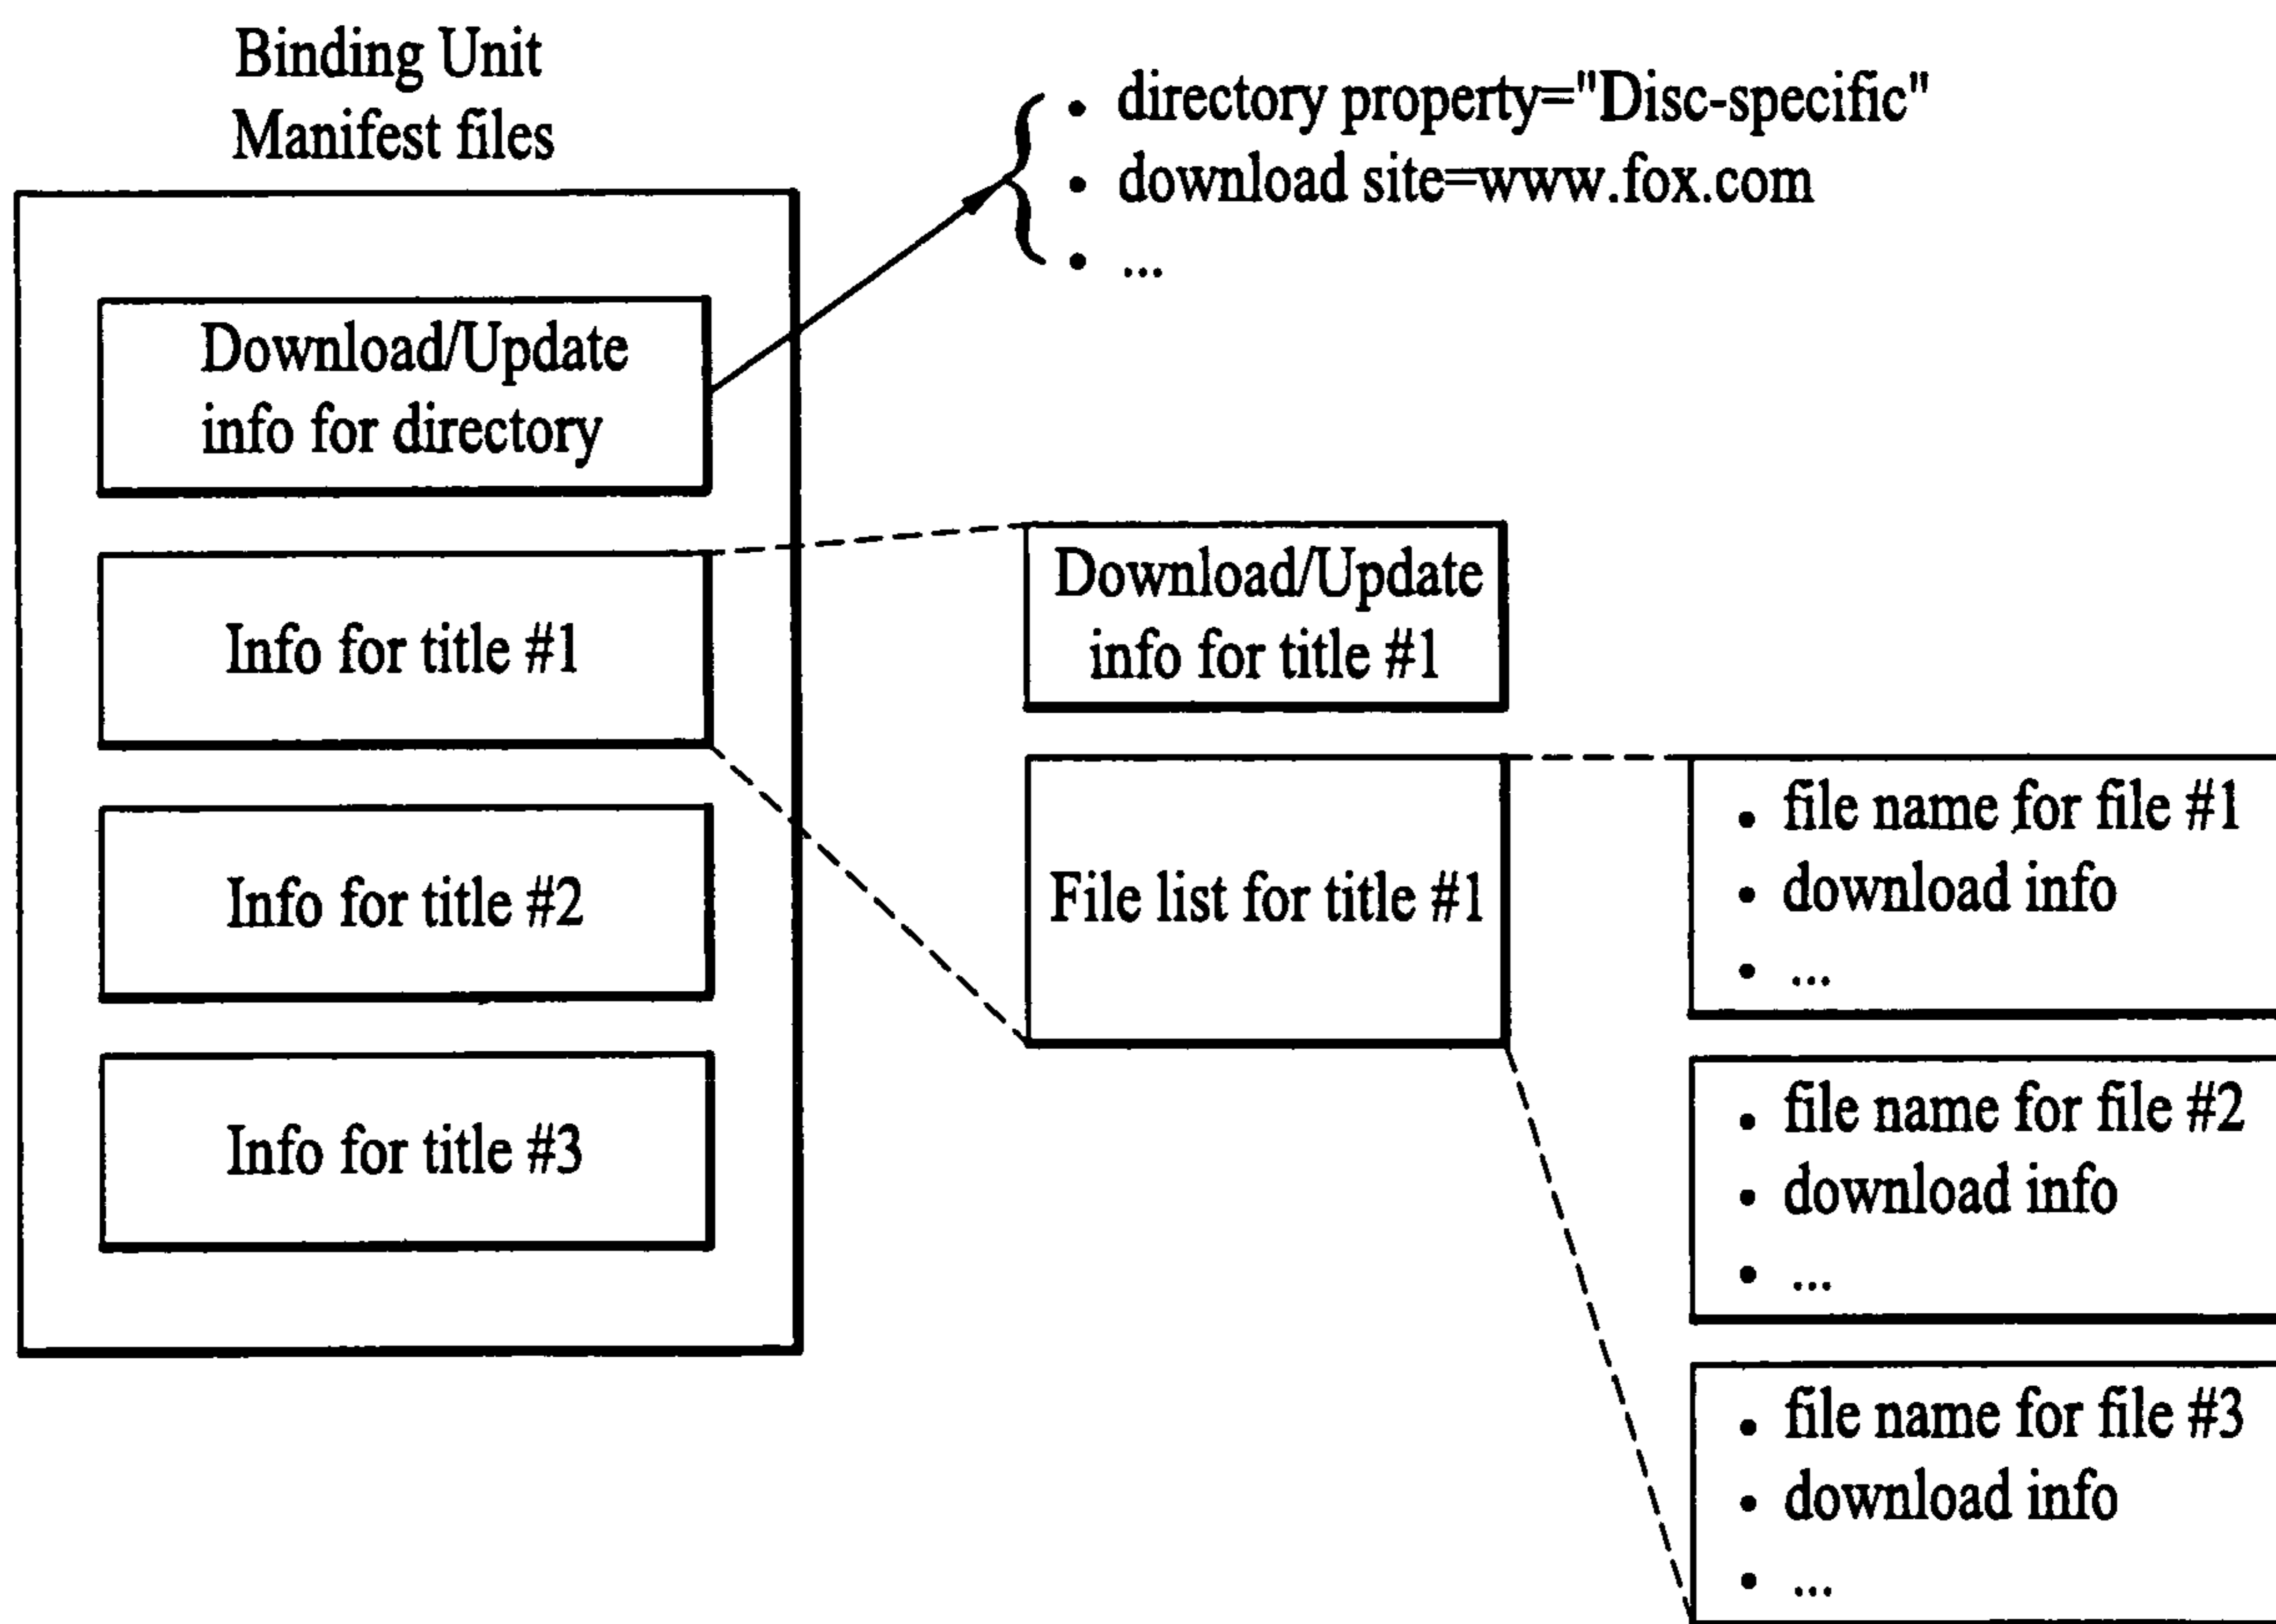 Binding Unit
Manifest files
• directory property="Disc-specific"
• download site=www.fox.com
• ...
Download/Update
info for directory
Info for title #1
Info for title #2
Info for title #3
Download/Update
info for title #1
File list for title #1
• file name for file #1
• download info
• ...
• file name for file #2
• download info
• ...
• file name for file #3
• download info
• ...